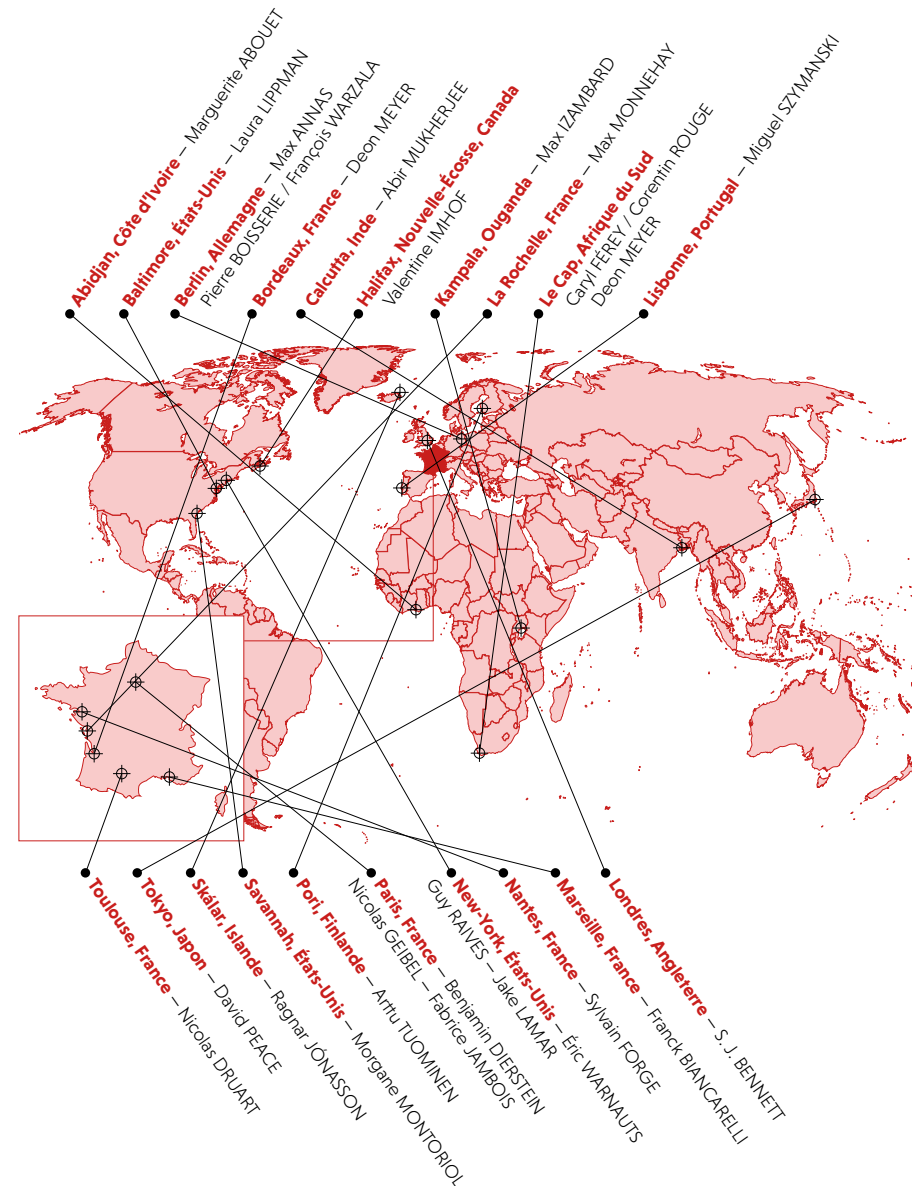 Abidjan, Côte d'Ivoire – Marguerite ABOUET
Baltimore, États-Unis – Laura LIPPMAN
Berlin, Allemagne – Max ANNAS
Pierre BOISSERIE / François WARZALA
Bordeaux, France – Deon MEYER
Calcutta, Inde – Abir MUKHERJEE
Halifax, Nouvelle-Écosse, Canada
Valentine IMHOF
Kampala, Ouganda – Max IZAMBARD
La Rochelle, France – Max MONNEHAY
Le Cap, Afrique du Sud
Caryl FÉREY / Corentin ROUGE
Deon MEYER
Lisbonne, Portugal – Miguel SZYMANSKI
Toulouse, France – Nicolas DRUART
Tokyo, Japon – David PEACE
Skálar, Islande – Ragnar JÓNASSON
Savannah, États-Unis – Morgane MONTORIOL
Pori, Finlande – Arttu TUOMINEN
Paris, France – Benjamin DIERSTEIN
Nicolas GEIBEL – Fabrice JAMBOIS
New-York, États-Unis – Éric WARNAUTS
Guy RAIVES – Jake LAMAR
Nantes, France – Sylvain FORGE
Marseille, France – Franck BIANCARELLI
Londres, Angleterre – S. J. BENNETT